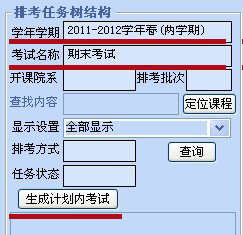 排考任务树结构
学年学期 2011-2012学年春(两学期)
考试名称 期末考试
开课院系 排考批次
查找内容 定位课程
显示设置 全部显示
排考方式 查询
任务状态
生成计划内考试